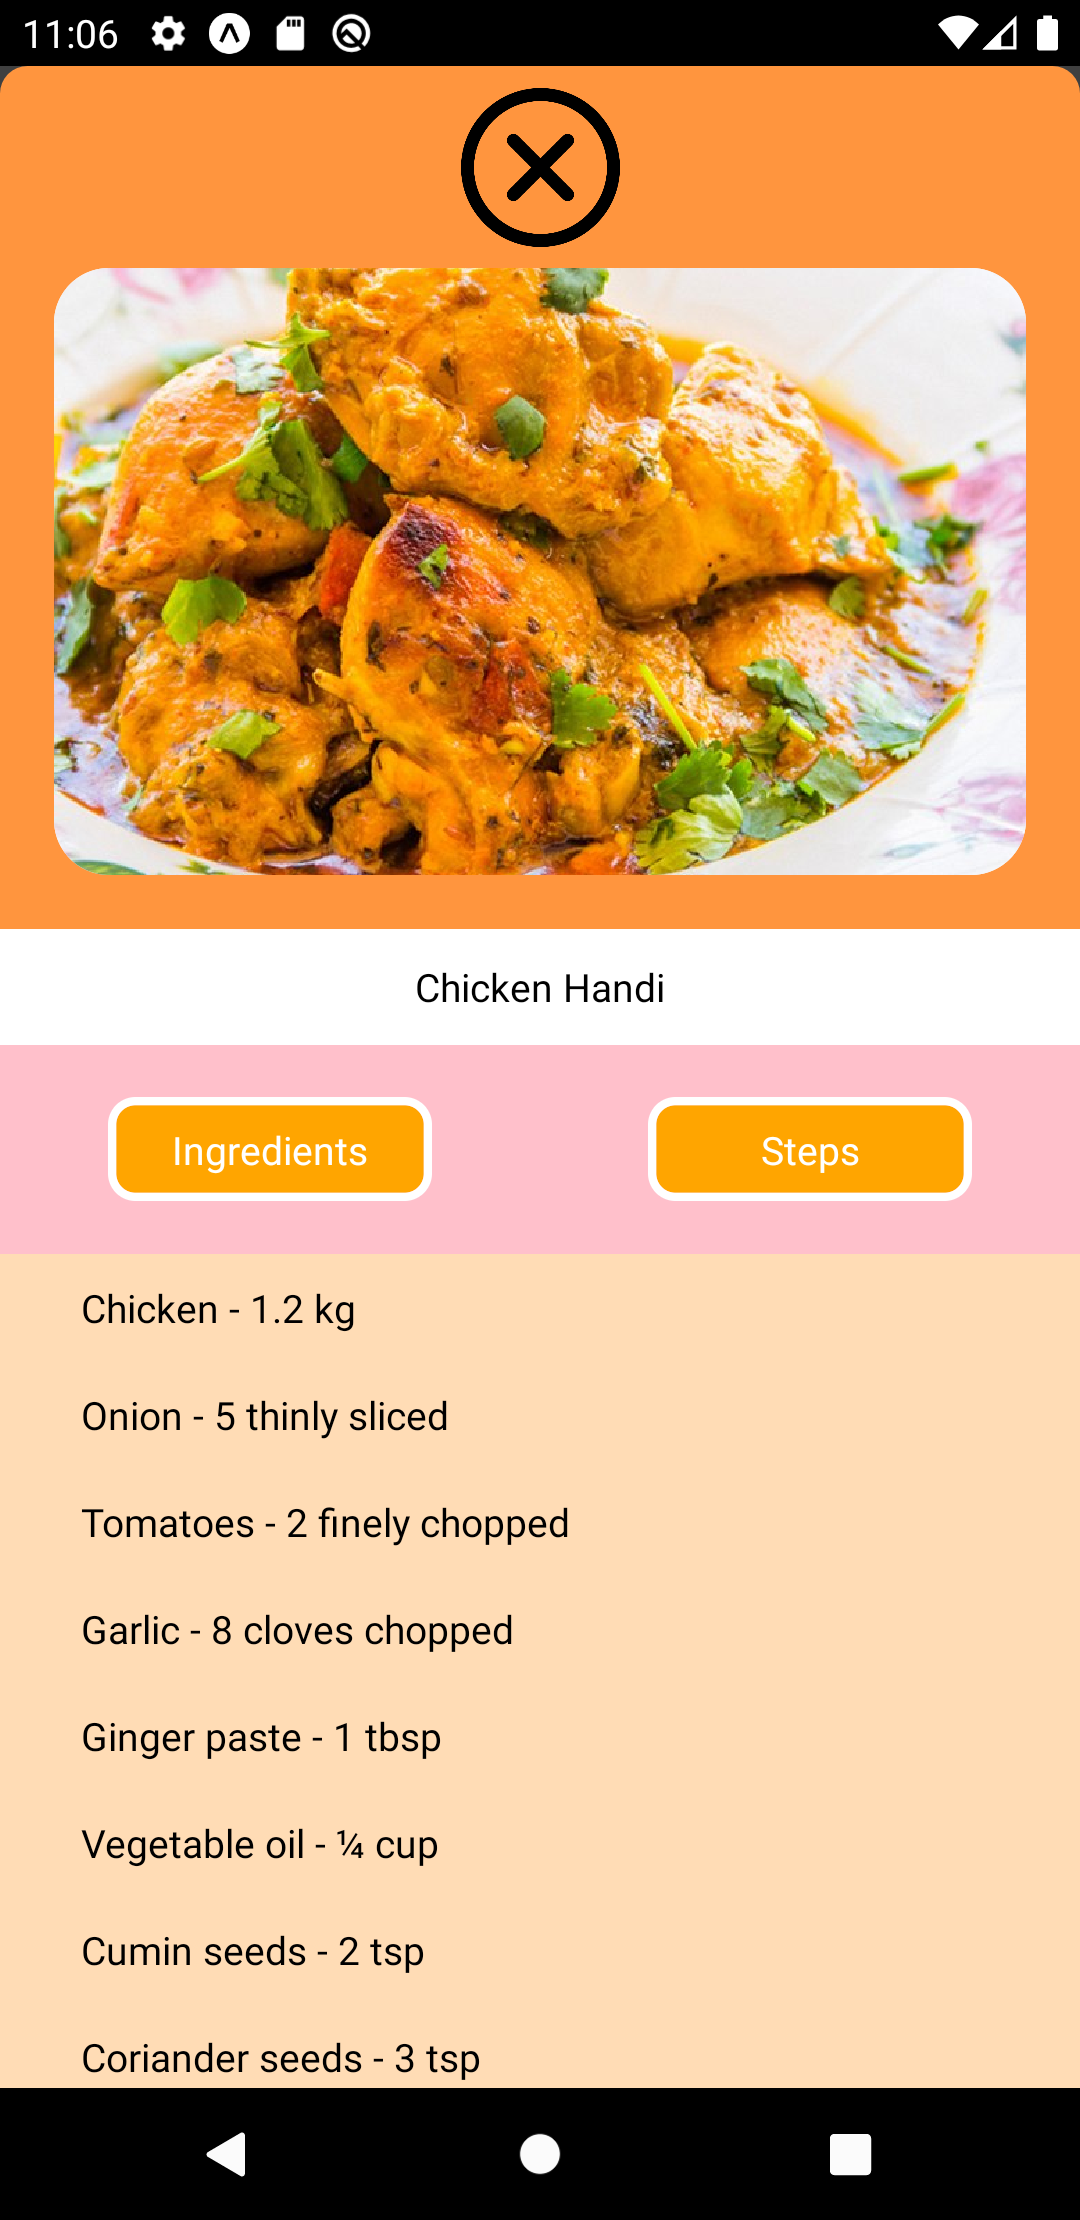 11:06
Chicken Handi
Ingredients
Steps
Chicken - 1.2 kg
Onion - 5 thinly sliced
Tomatoes - 2 finely chopped
Garlic - 8 cloves chopped
Ginger paste - 1 tbsp
Vegetable oil - ¼ cup
Cumin seeds - 2 tsp
Coriander seeds - 3 tsp